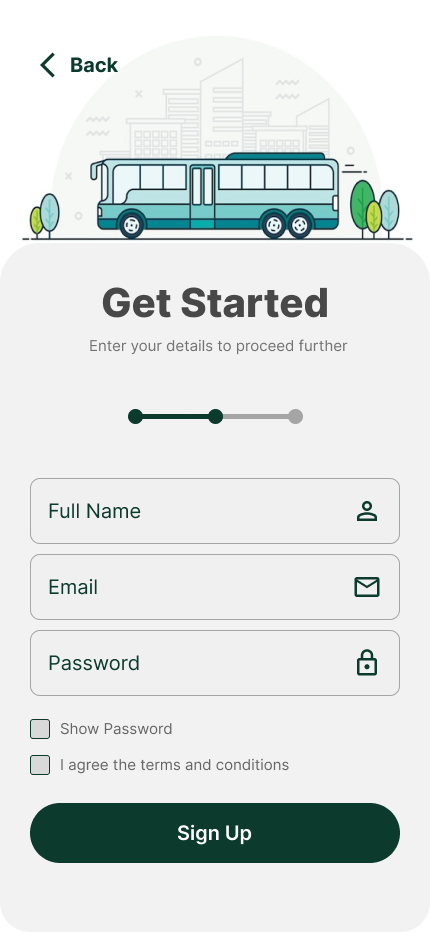 Back
Get Started
Enter your details to proceed further
Full Name
Email
Password
Show Password
I agree the terms and conditions
Sign Up